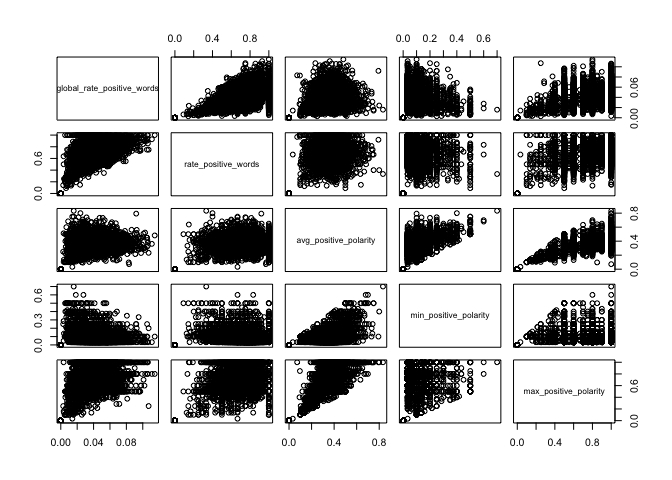 0.0 0.4 0.8 0.0 0.2 0.4 0.6
global_rate_positive_words
0.00 0.06
0.0 0.6
rate_positive_words
avg_positive_polarity
0.0 0.4 0.8
0.0 0.3 0.6
min_positive_polarity
max_positive_polarity
0.0 0.6
0.00 0.04 0.08 0.0 0.4 0.8 0.0 0.4 0.8